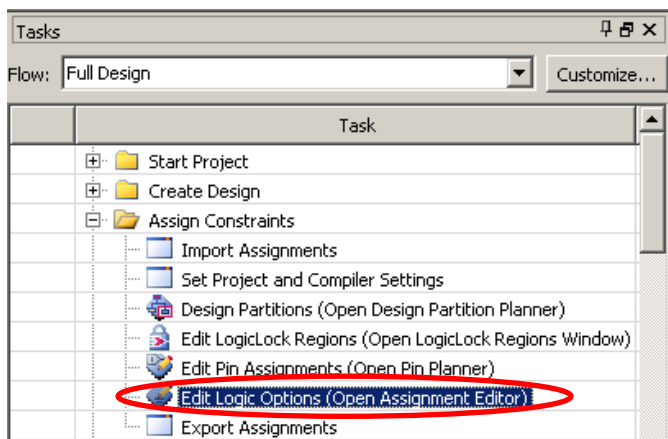 Tasks
Flow: Full Design Customize...
Task
Start Project
Create Design
Assign Constraints
Import Assignments
Set Project and Compiler Settings
Design Partitions (Open Design Partition Planner)
Edit LogicLock Regions (Open LogicLock Regions Window)
Edit Pin Assignments (Open Pin Planner)
Edit Logic Options (Open Assignment Editor)
Export Assignments